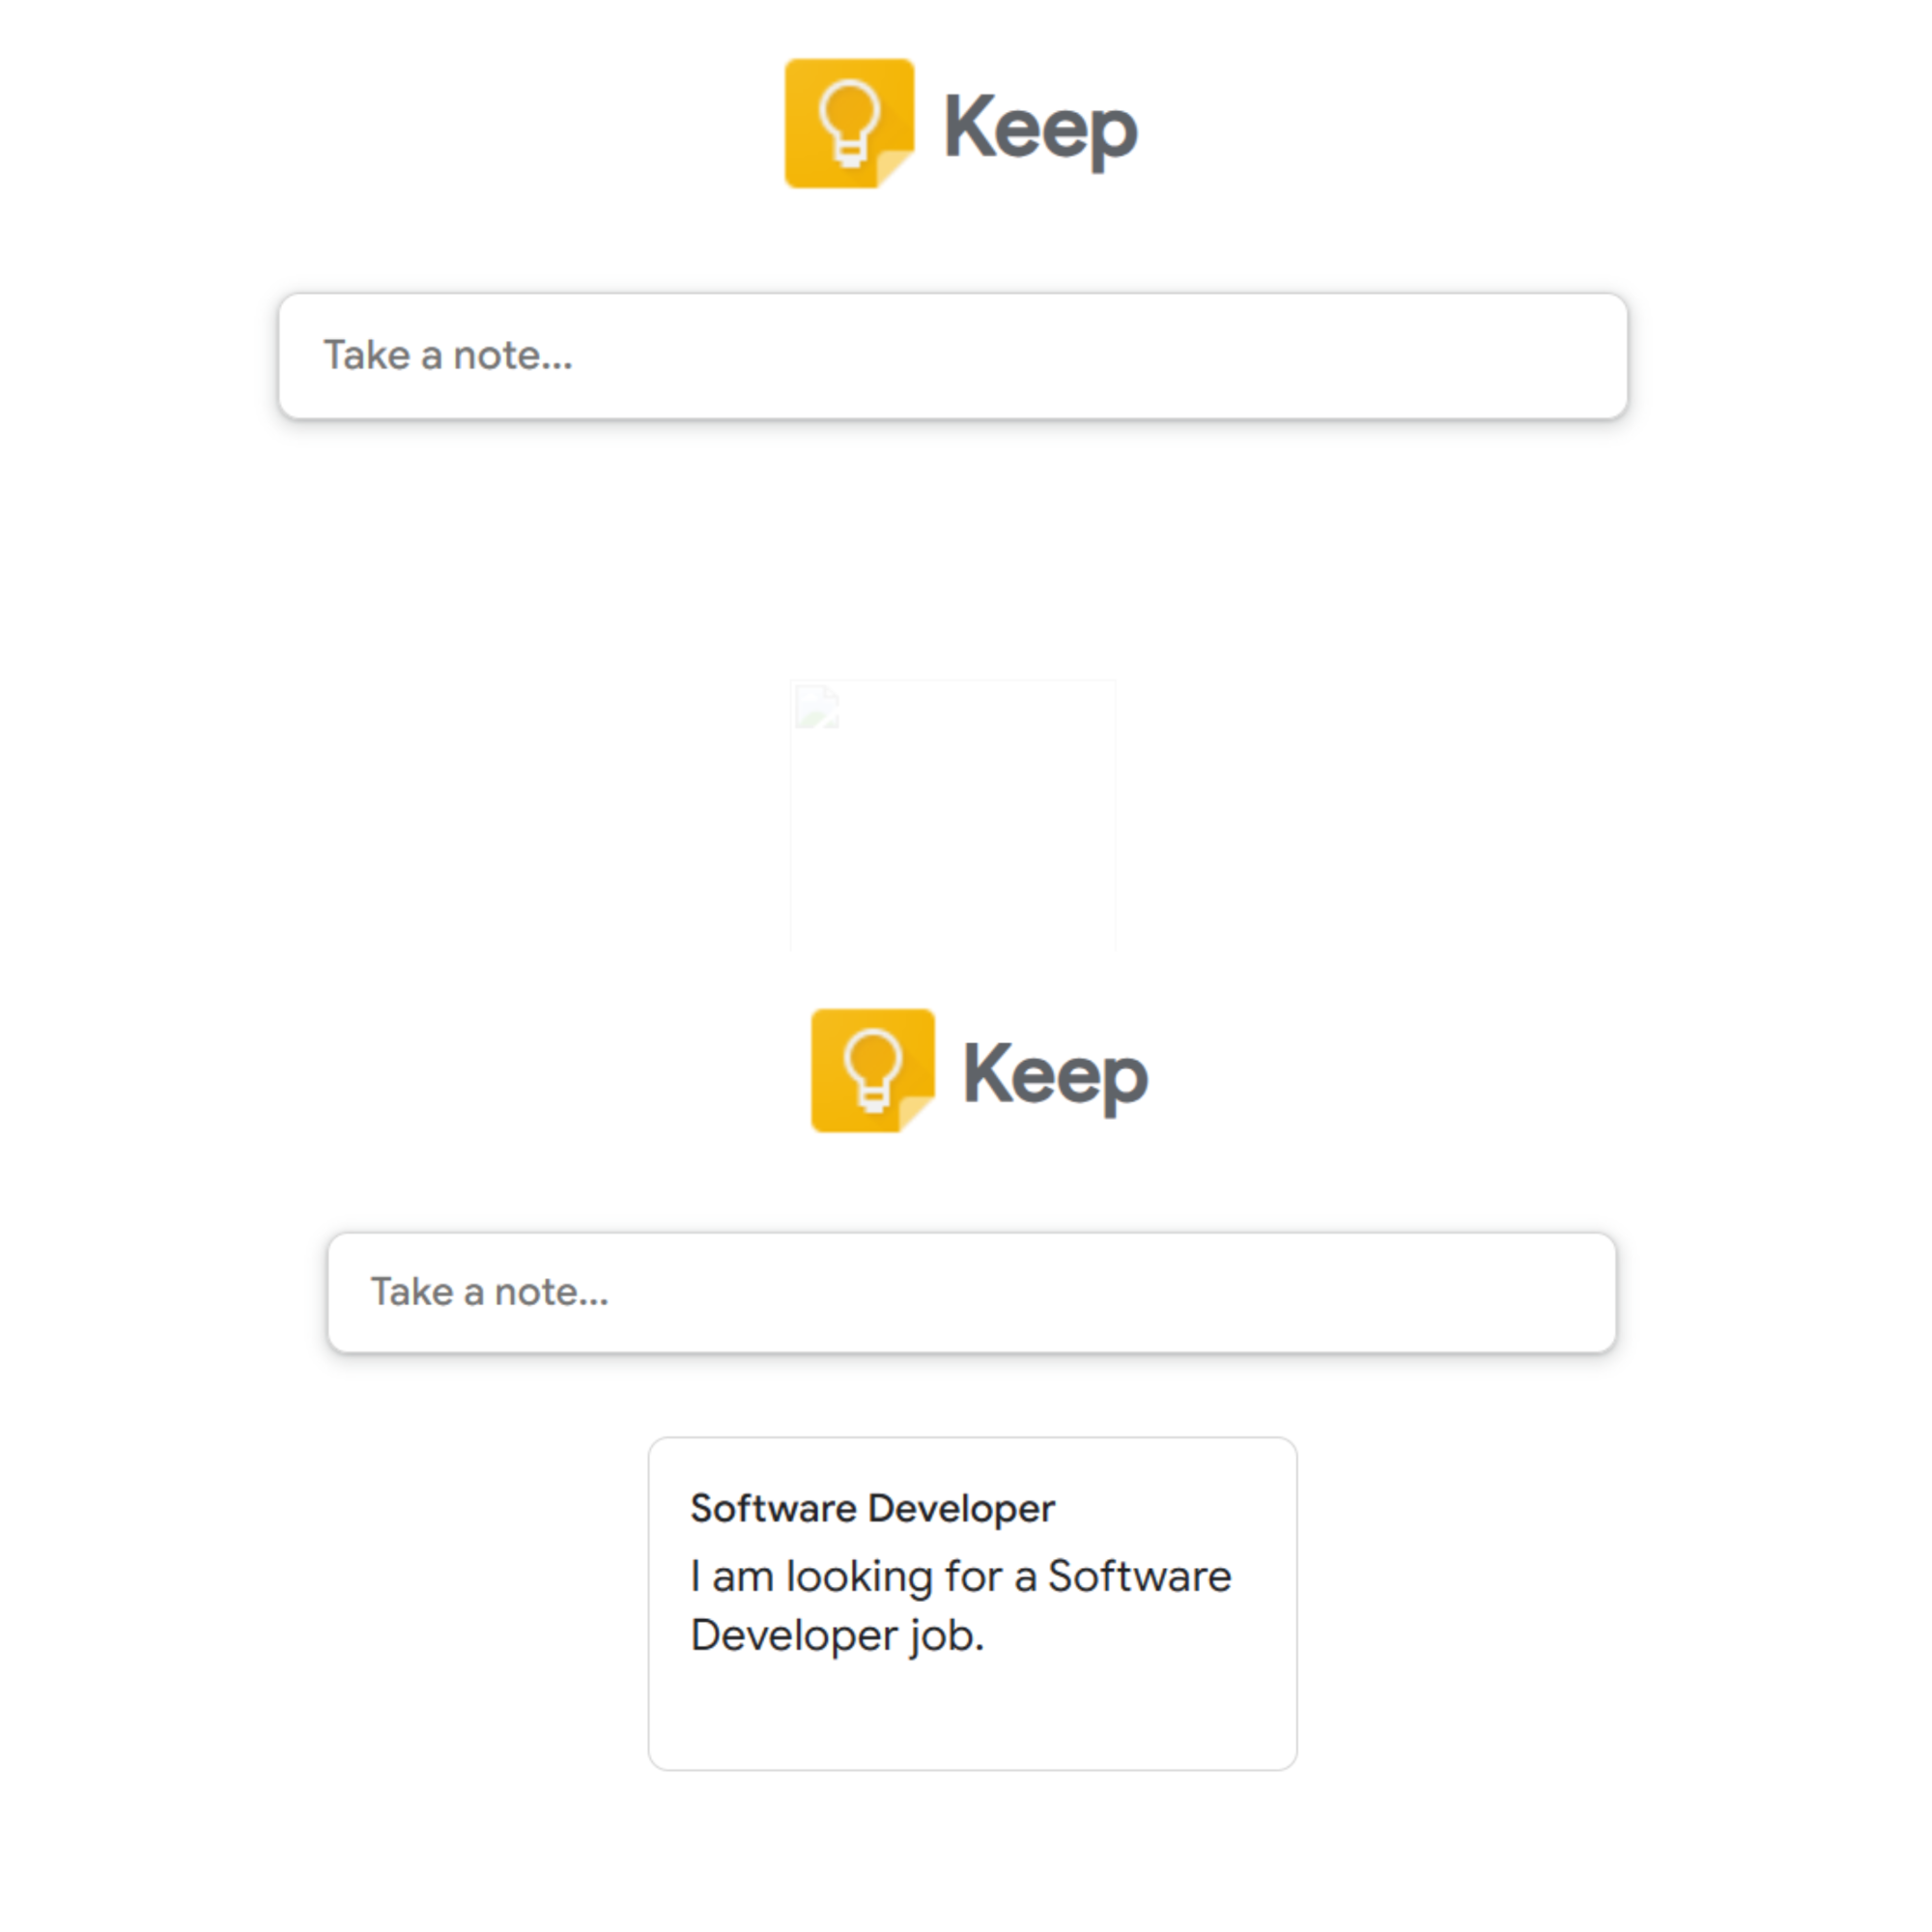 Keep
Take a note...
Keep
Take a note...
Software Developer
I am looking for a Software
Developer job.